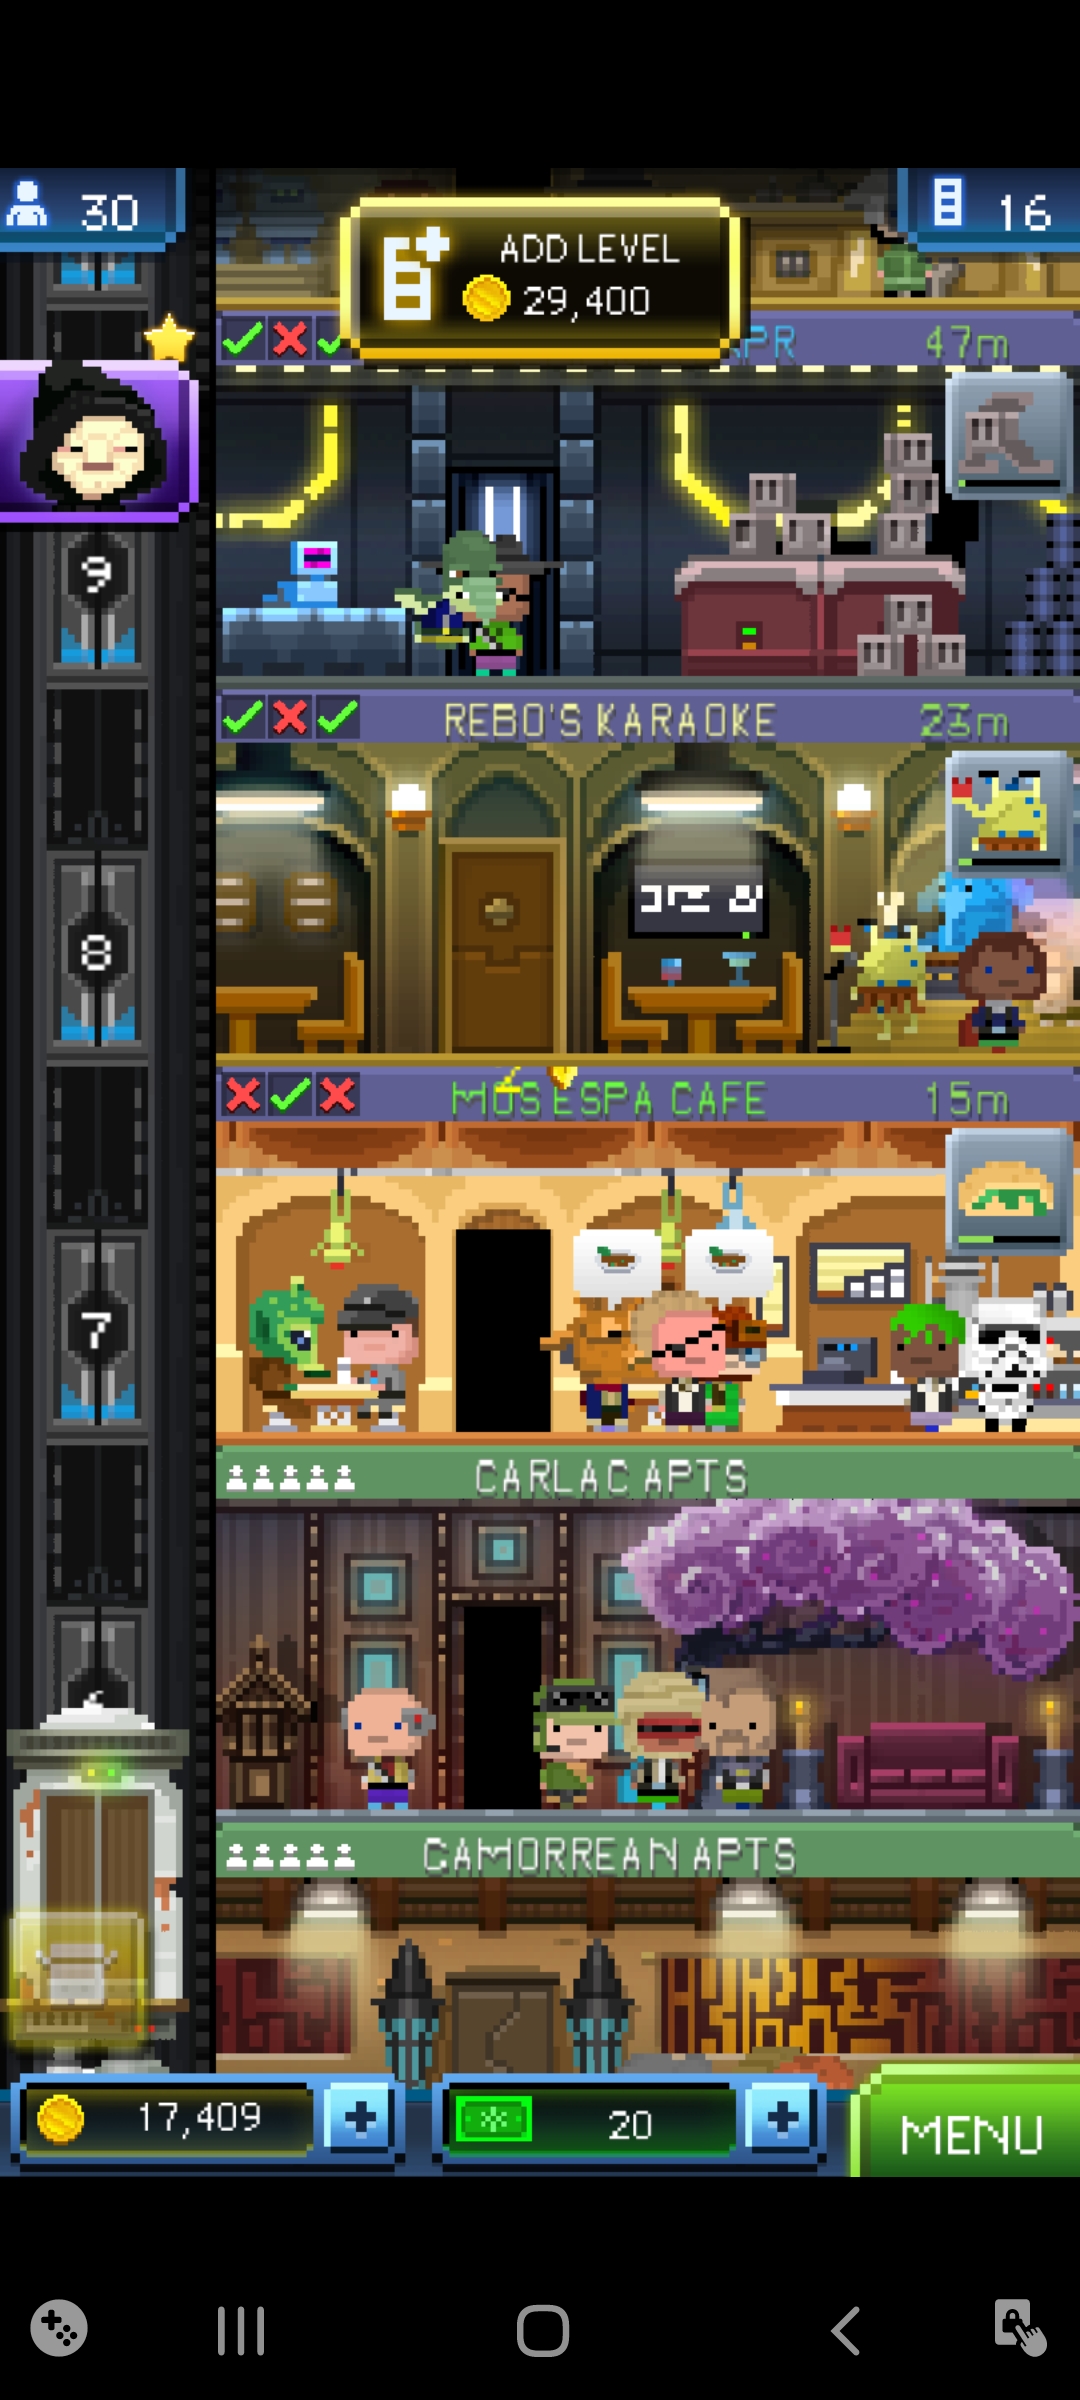 30
16
ADD LEVEL
29,400
47m
9
REBO'S KARAOKE
23m
8
MOS ESPA CAFE
15m
7
CARLAC APTS
CAMORREAN APTS
17,409
20
MENU